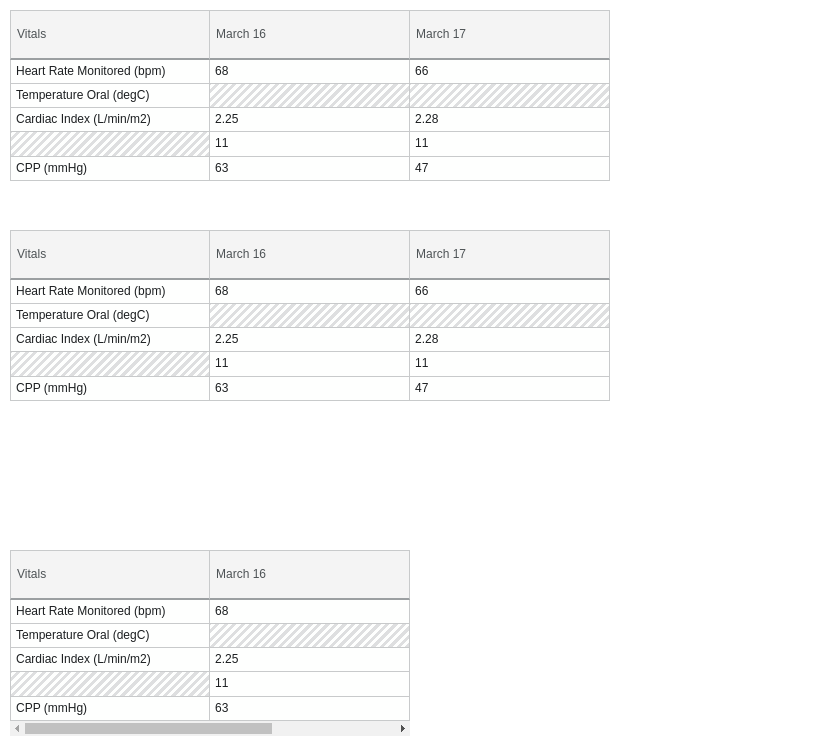 Vitals March 16 March 17
Heart Rate Monitored (bpm) 68 66
Temperature Oral (degC)
Cardiac Index (L/min/m2) 2.25 2.28
11 11
CPP (mmHg) 63 47
Vitals March 16 March 17
Heart Rate Monitored (bpm) 68 66
Temperature Oral (degC)
Cardiac Index (L/min/m2) 2.25 2.28
11 11
CPP (mmHg) 63 47
Vitals March 16
Heart Rate Monitored (bpm) 68
Temperature Oral (degC)
Cardiac Index (L/min/m2) 2.25
11
CPP (mmHg) 63